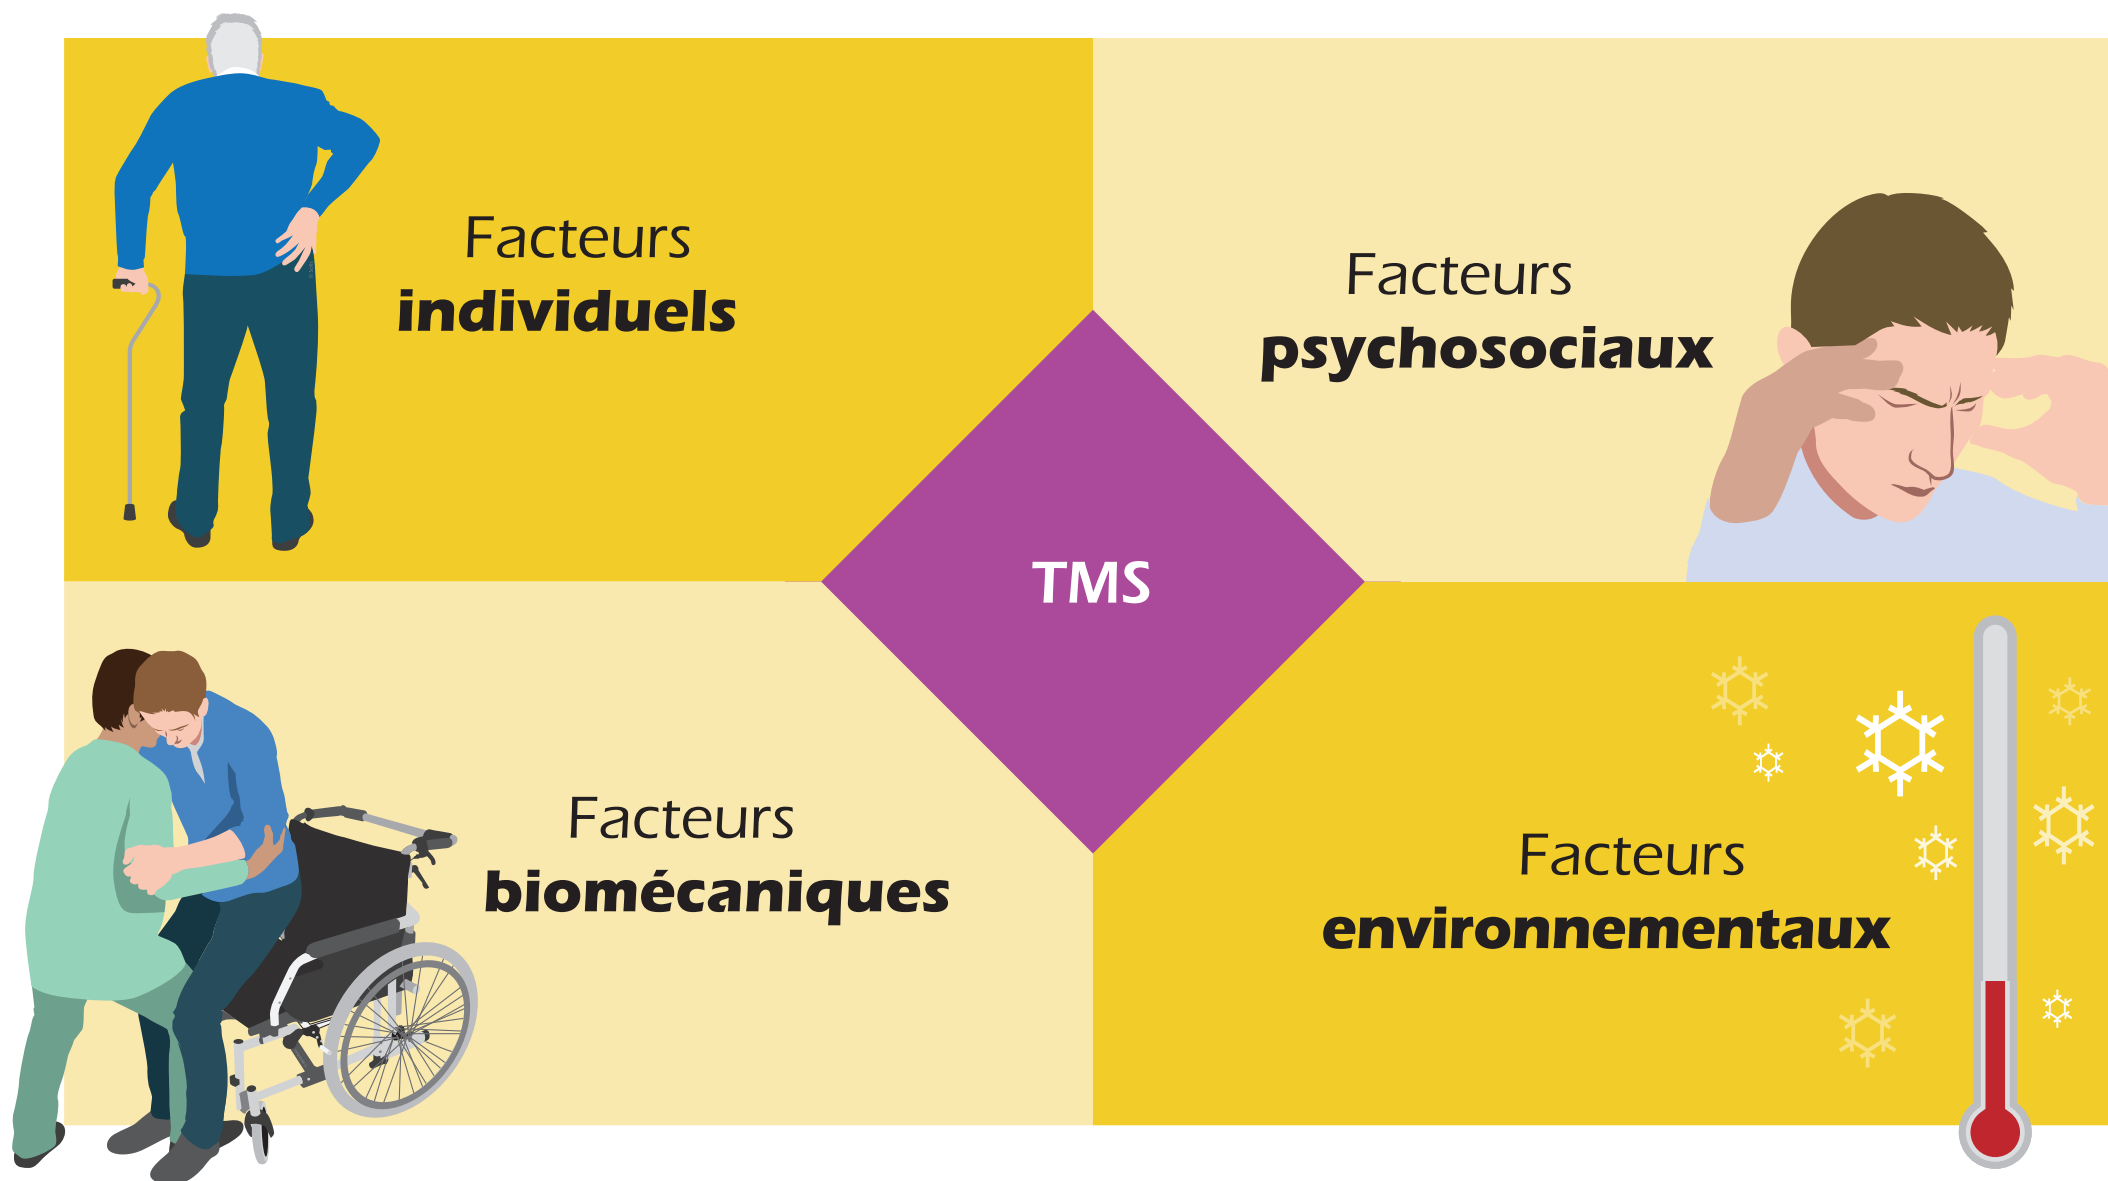 Facteurs
individuels
Facteurs
psychosociaux
TMS
Facteurs
biomécaniques
Facteurs
environnementaux